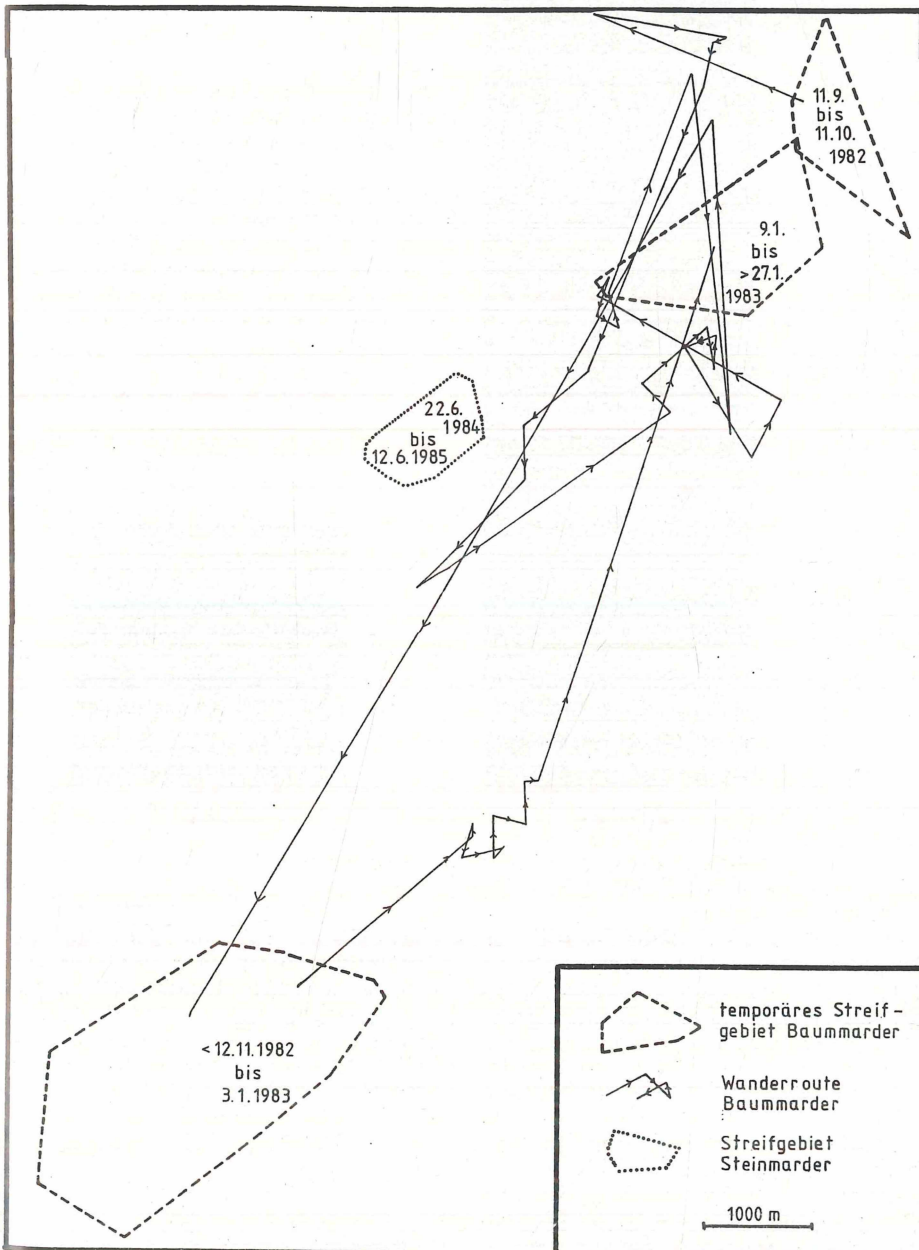 11.9.
bis
11.10.
1982
9.1.
bis
>27.1.
1983
22.6.
1984
bis
12.6.1985
<12.11.1982
bis
3.1.1983
temporäres Streif-
gebiet Baummarder
Wanderroute
Baummarder
Streifgebiet
Steinmarder
1000 m